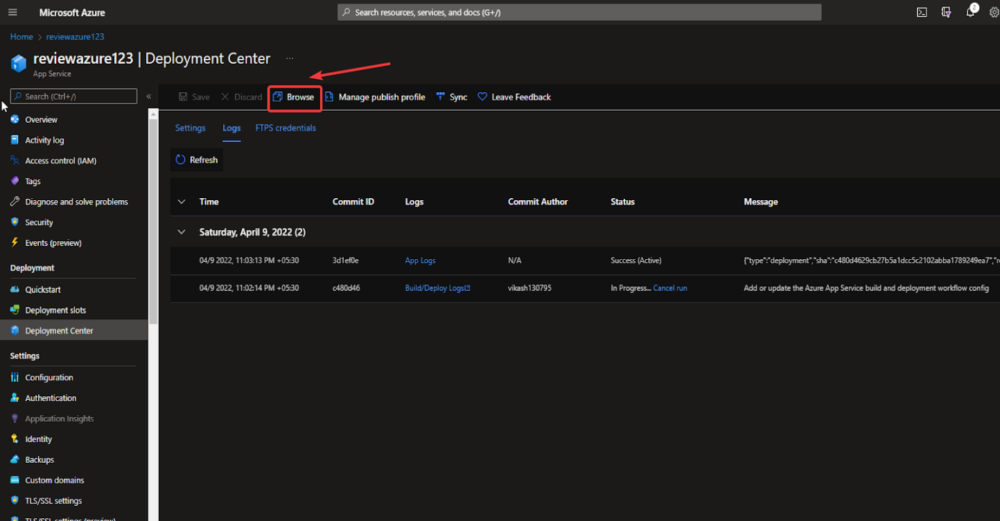 Microsoft Azure
Search resources, services, and docs (G+/)
2
Home > reviewazure123
reviewazure123 | Deployment Center ...
App Service
Search (Ctrl+/) «
Save Discard Browse Manage publish profile Sync Leave Feedback
Overview
Activity log
Access control (IAM)
Tags
Diagnose and solve problems
Security
Events (preview)
Deployment
Quickstart
Deployment slots
Deployment Center
Settings
Configuration
Authentication
Application Insights
Identity
Backups
Custom domains
TLS/SSL settings
TLS/SSL settings (preview)
Settings Logs FTPS credentials
Refresh
Time Commit ID Logs Commit Author Status Message
Saturday, April 9, 2022 (2)
04/9 2022, 11:03:13 PM +05:30 3d1ef0e App Logs N/A Success (Active) {"type":"deployment","sha":"c480d4629cb27b5a1dcc5c2102abba1789249ea7","re
04/9 2022, 11:02:14 PM +05:30 c480d46 Build/Deploy Logs vikash130795 In Progress... Cancel run Add or update the Azure App Service build and deployment workflow config